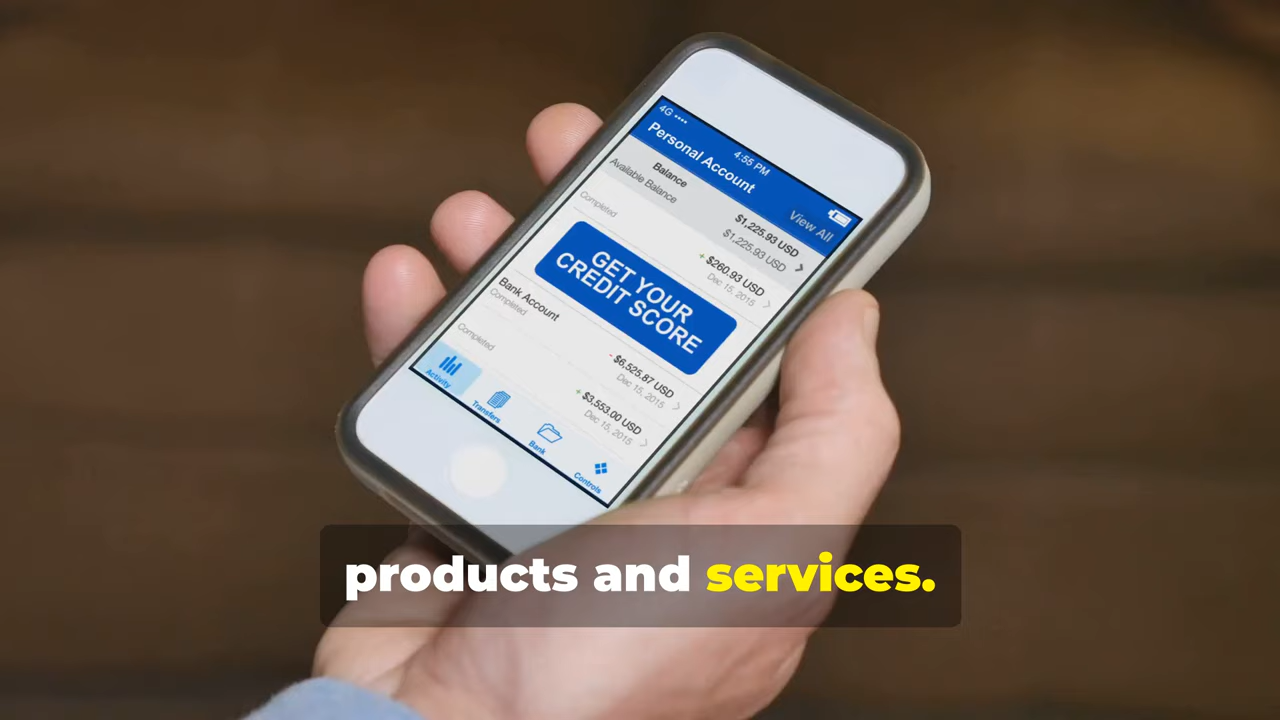 4G
4:55 PM
Personal Account
View All
Balance
$1,225.93 USD
Available Balance
$1,225.93 USD
Completed
+ $260.93 USD
Dec 15, 2015
GET YOUR
CREDIT SCORE
Bank Account
Completed
- $6,525.87 USD
Dec 15, 2015
Completed
+ $3,553.00 USD
Dec 15, 2015
Activity
Transfers
Bank
Controls
products and services.